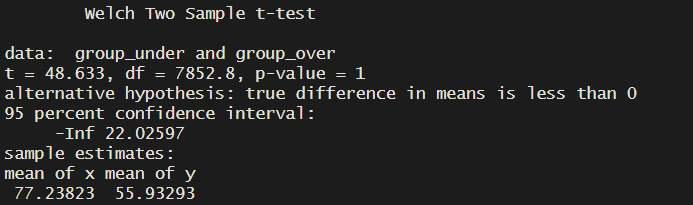 Welch Two Sample t-test
data:  group_under and group_over
t = 48.633, df = 7852.8, p-value = 1
alternative hypothesis: true difference in means is less than 0
95 percent confidence interval:
-Inf 22.02597
sample estimates:
mean of x mean of y
77.23823  55.93293